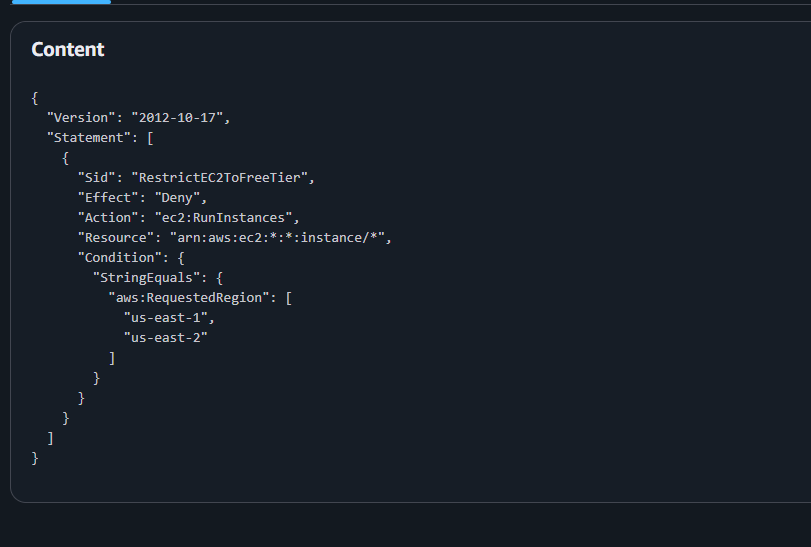 Content
{
  "Version": "2012-10-17",
  "Statement": [
    {
      "Sid": "RestrictEC2ToFreeTier",
      "Effect": "Deny",
      "Action": "ec2:RunInstances",
      "Resource": "arn:aws:ec2:*:*:instance/*",
      "Condition": {
        "StringEquals": {
          "aws:RequestedRegion": [
            "us-east-1",
            "us-east-2"
          ]
        }
      }
    }
  ]
}